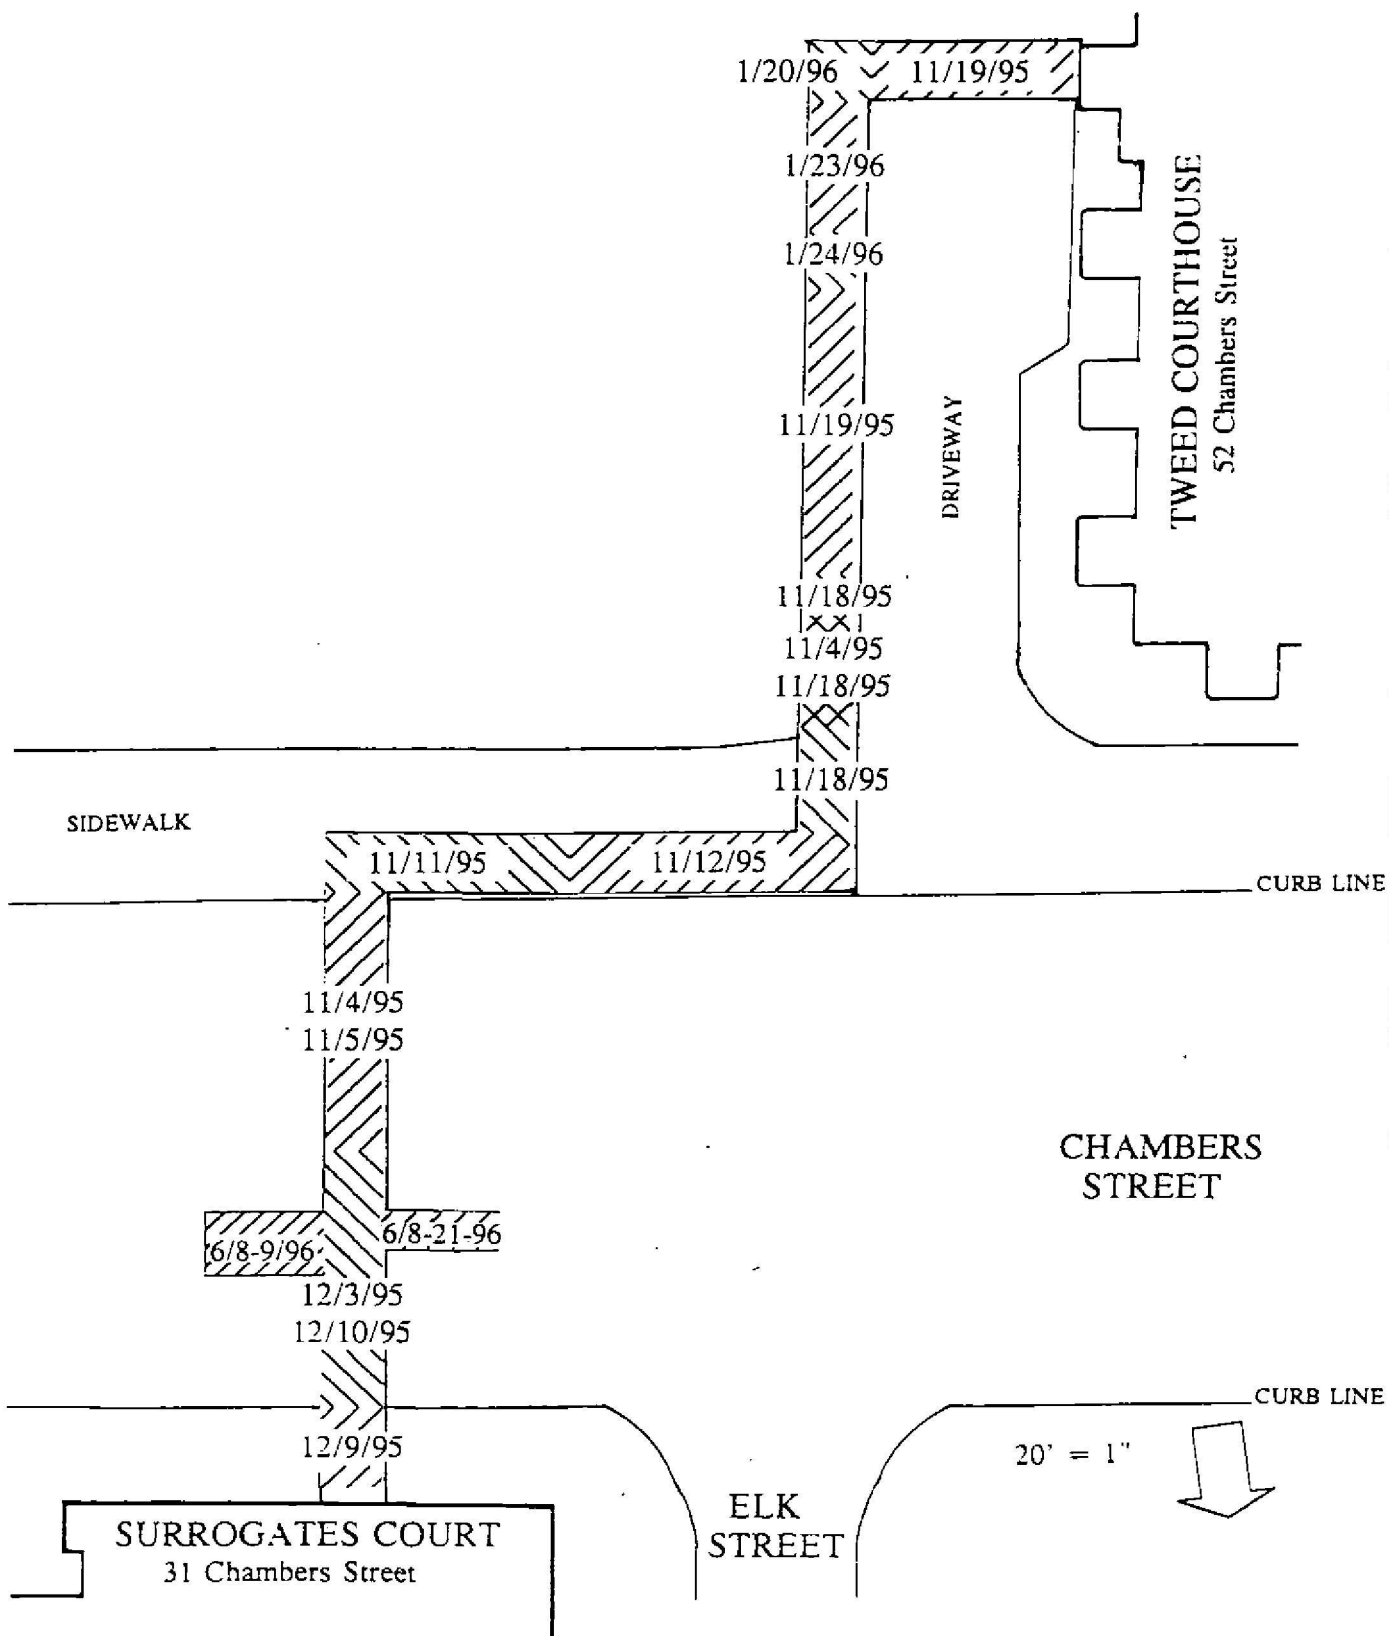 1/20/96
11/19/95
1/23/96
1/24/96
TWEED COURTHOUSE
52 Chambers Street
11/19/95
DRIVEWAY
11/18/95
11/4/95
11/18/95
11/18/95
SIDEWALK
11/11/95
11/12/95
CURB LINE
11/4/95
11/5/95
CHAMBERS
STREET
6/8-9/96
6/8-21-96
12/3/95
12/10/95
CURB LINE
12/9/95
20' = 1"
ELK
STREET
SURROGATES COURT
31 Chambers Street